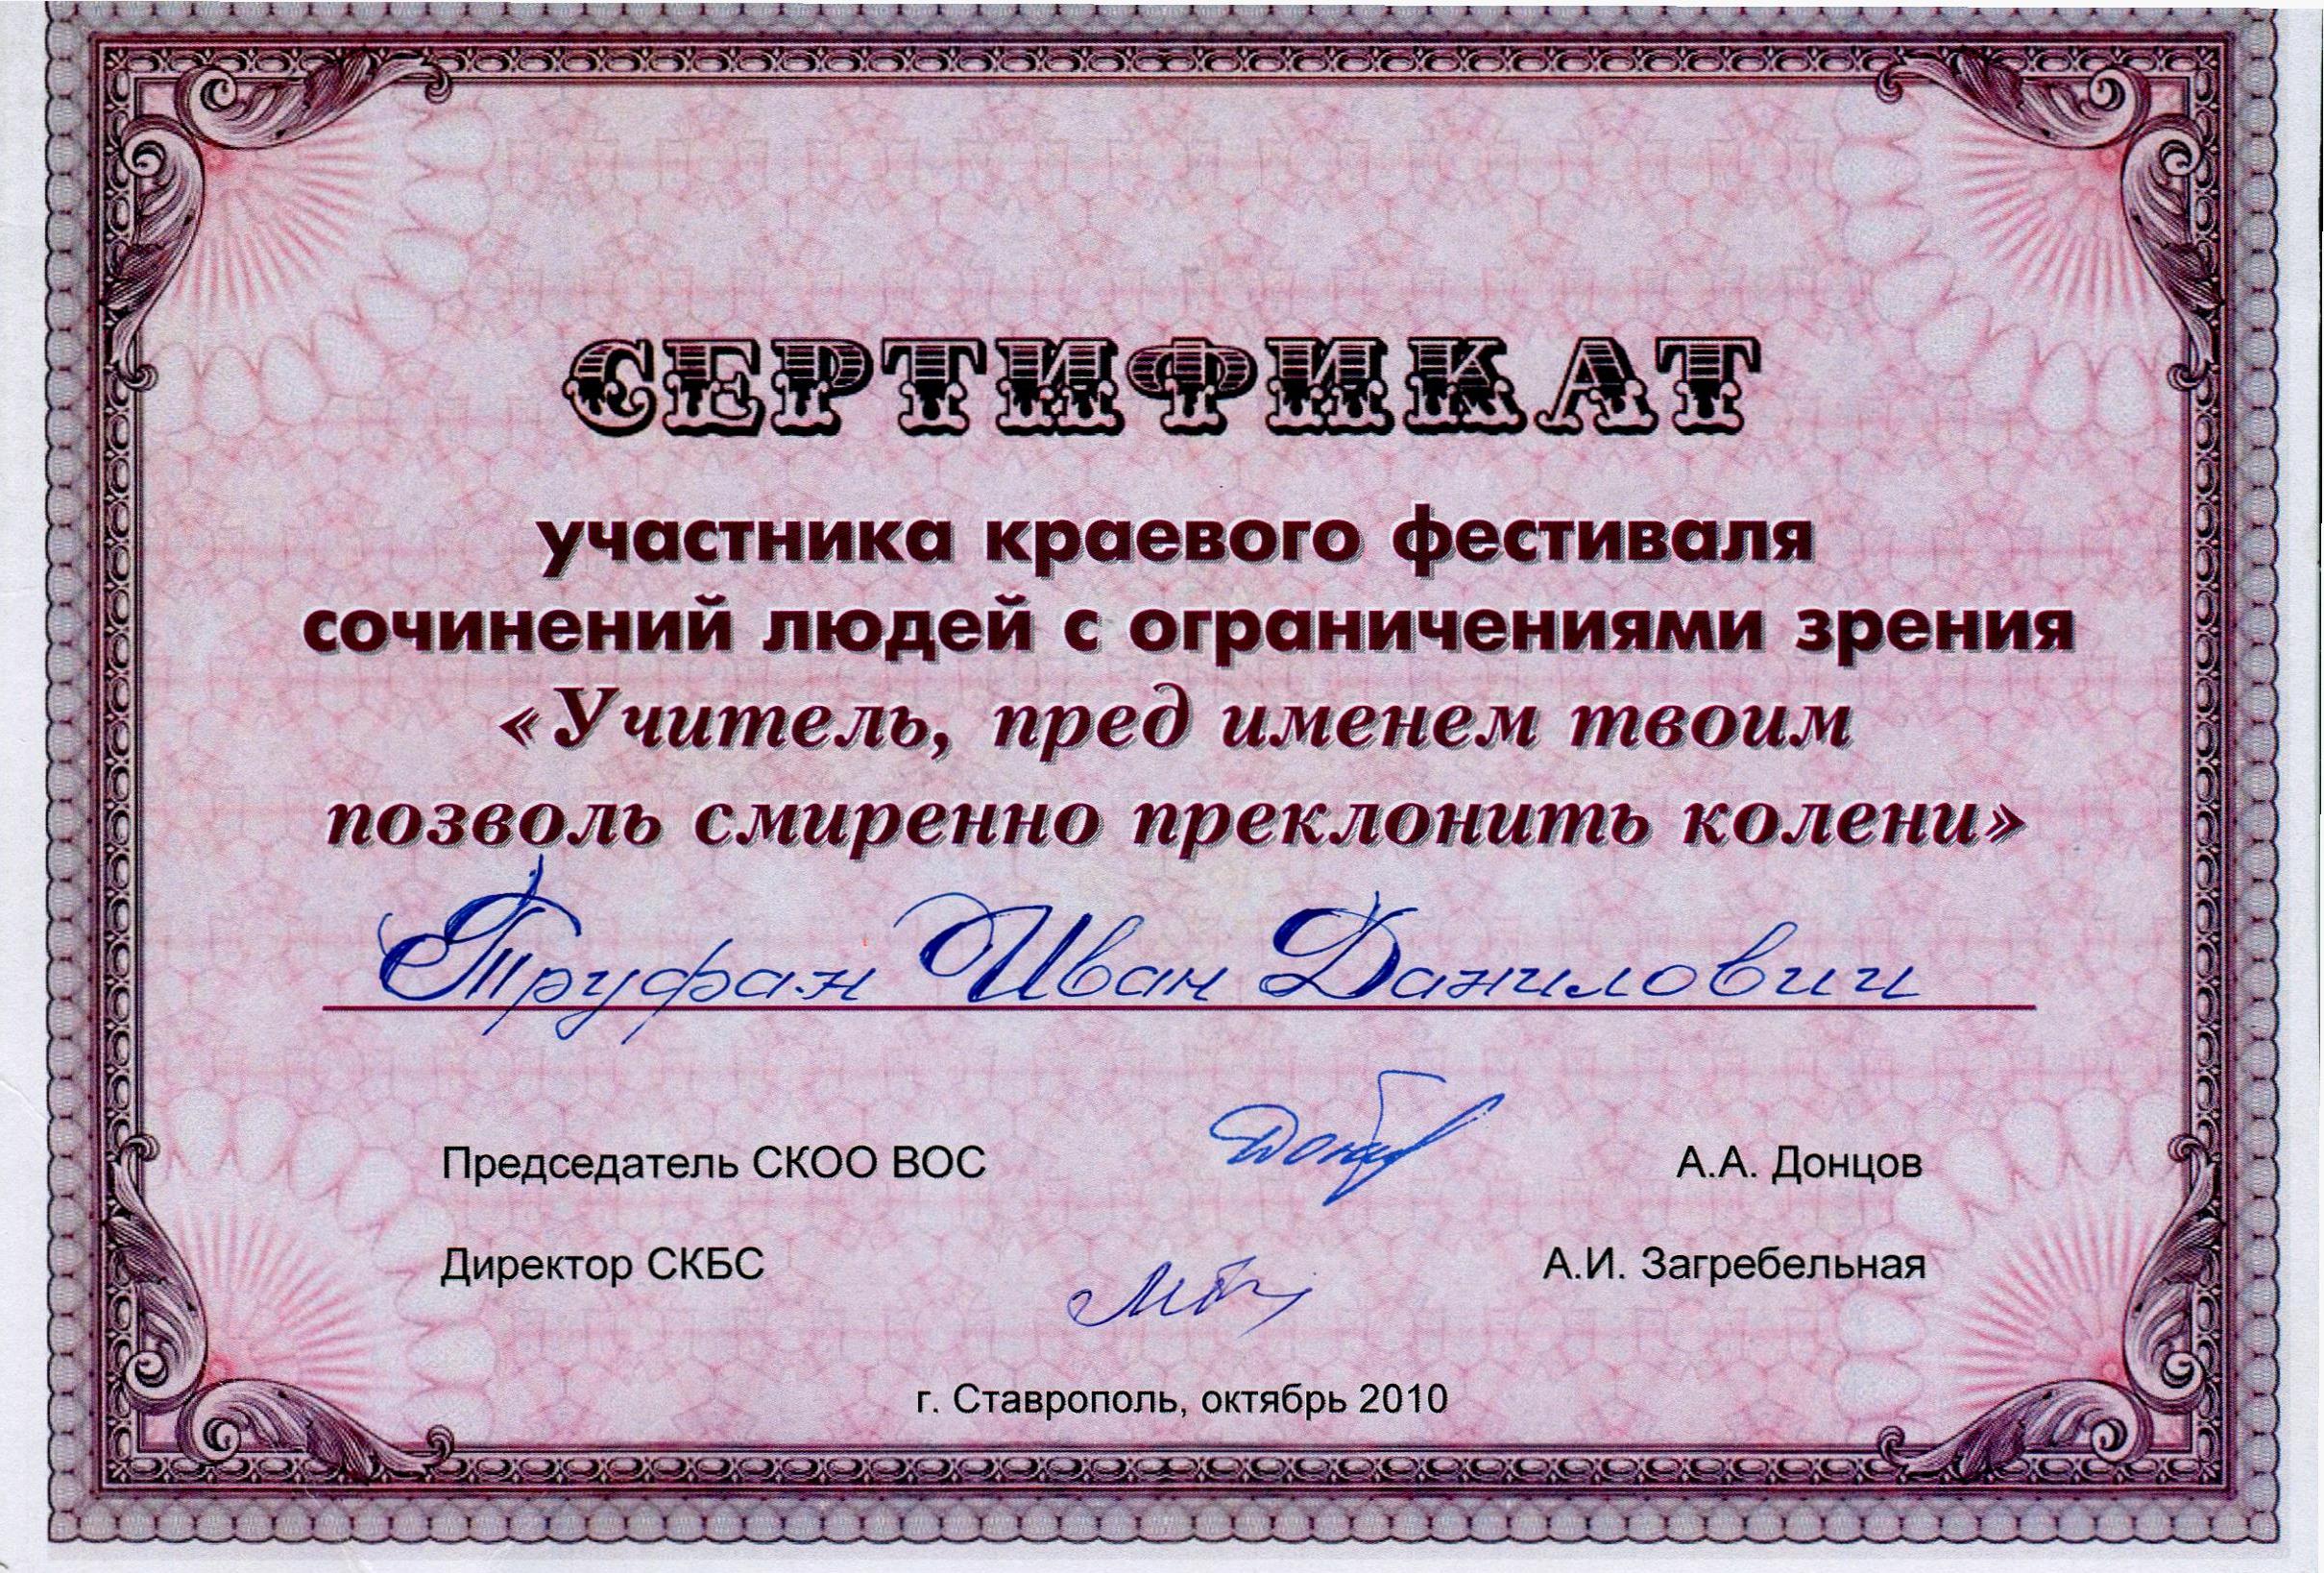 СЕРТИФИКАТ
участника краевого фестиваля
сочинений людей с ограничениями зрения
«Учитель, пред именем твоим
позволь смиренно преклонить колени»
Труфан Иван Данилович
Председатель СКОО ВОС А.А. Донцов
Директор СКБС А.И. Загребельная
г. Ставрополь, октябрь 2010